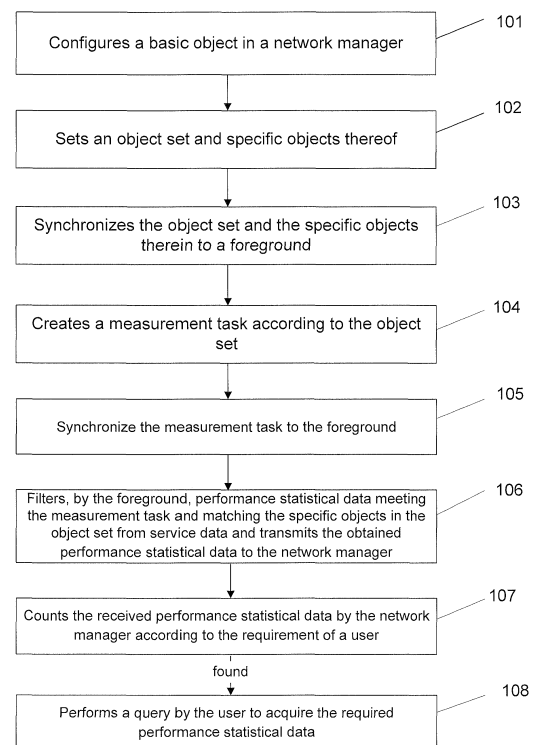 101
Configures a basic object in a network manager
102
Sets an object set and specific objects thereof
103
Synchronizes the object set and the specific objects
therein to a foreground
104
Creates a measurement task according to the object
set
105
Synchronize the measurement task to the foreground
106
Filters, by the foreground, performance statistical data meeting
the measurement task and matching the specific objects in the
object set from service data and transmits the obtained
performance statistical data to the network manager
107
Counts the received performance statistical data by the network
manager according to the requirement of a user
found
108
Performs a query by the user to acquire the required
performance statistical data